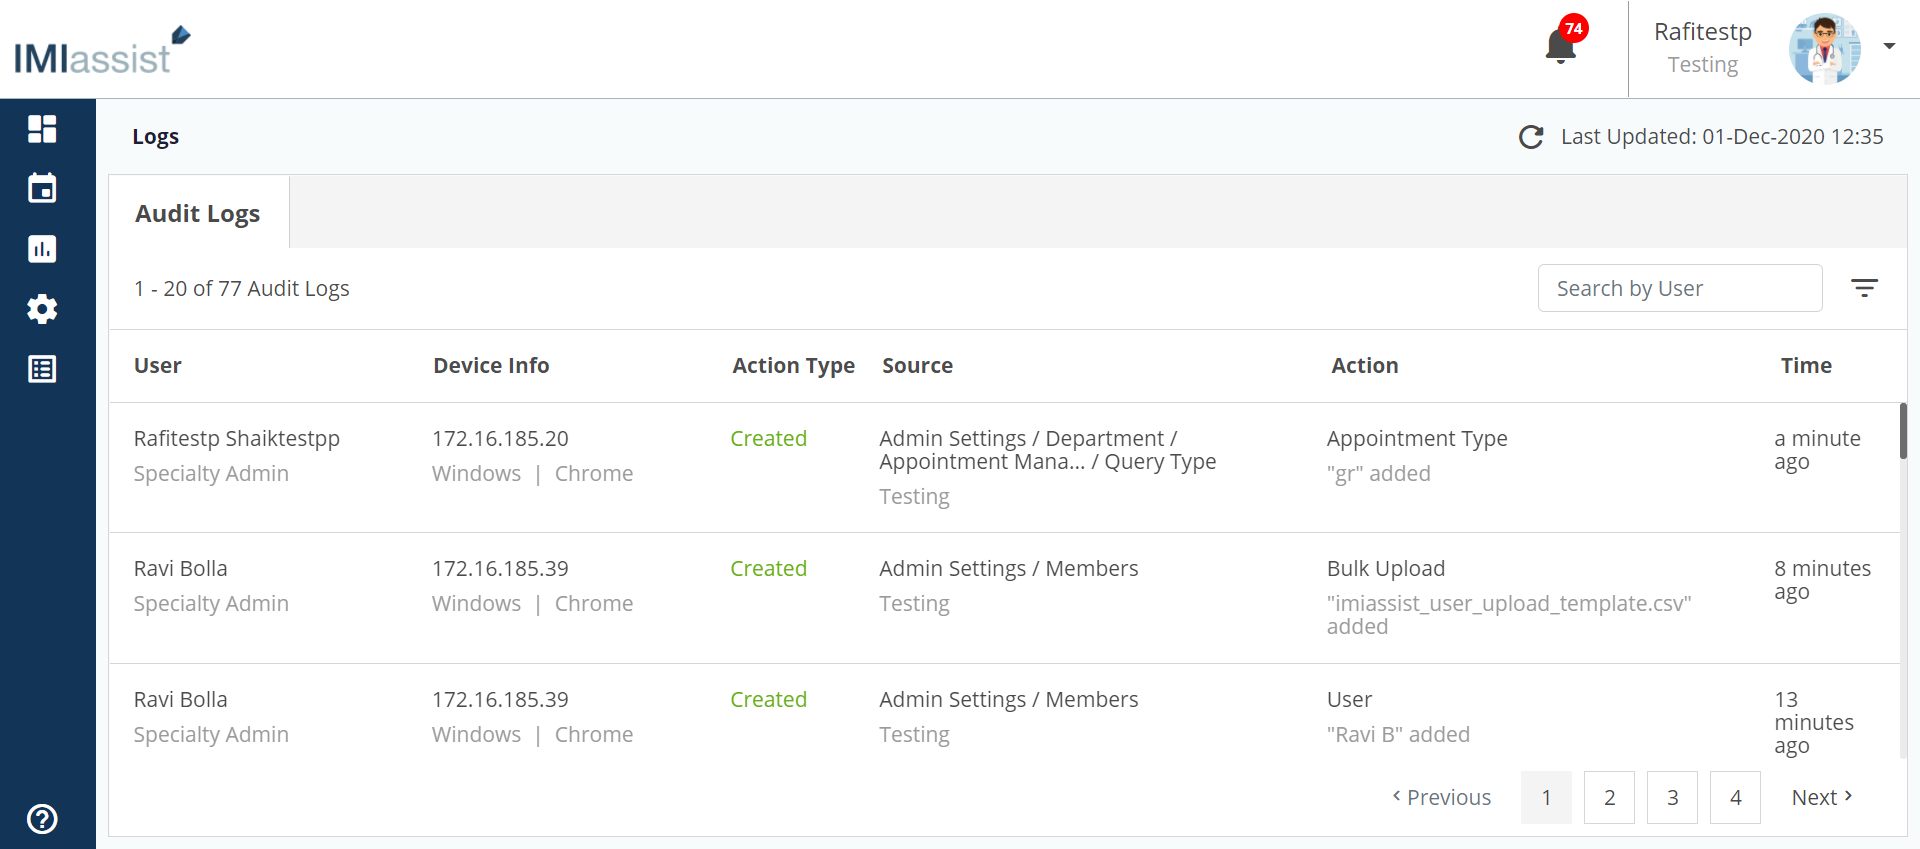 IMIassist
74
Rafitestp
Testing
Logs
Last Updated: 01-Dec-2020 12:35
Audit Logs
1 - 20 of 77 Audit Logs
Search by User
User Device Info Action Type Source Action Time
Rafitestp Shaiktestpp 172.16.185.20 Created Admin Settings / Department / Appointment Type a minute
Appointment Mana... / Query Type ago
Specialty Admin Windows | Chrome "gr" added
Testing
Ravi Bolla 172.16.185.39 Created Admin Settings / Members Bulk Upload 8 minutes
ago
Specialty Admin Windows | Chrome Testing "imiassist_user_upload_template.csv"
added
Ravi Bolla 172.16.185.39 Created Admin Settings / Members User 13
minutes
Specialty Admin Windows | Chrome Testing "Ravi B" added
ago
Previous 1 2 3 4 Next